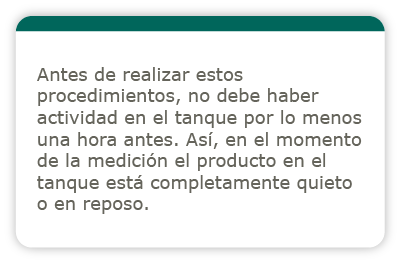 Antes de realizar estos
procedimientos, no debe haber
actividad en el tanque por lo menos
una hora antes. Así, en el momento
de la medición el producto en el
tanque está completamente quieto
o en reposo.